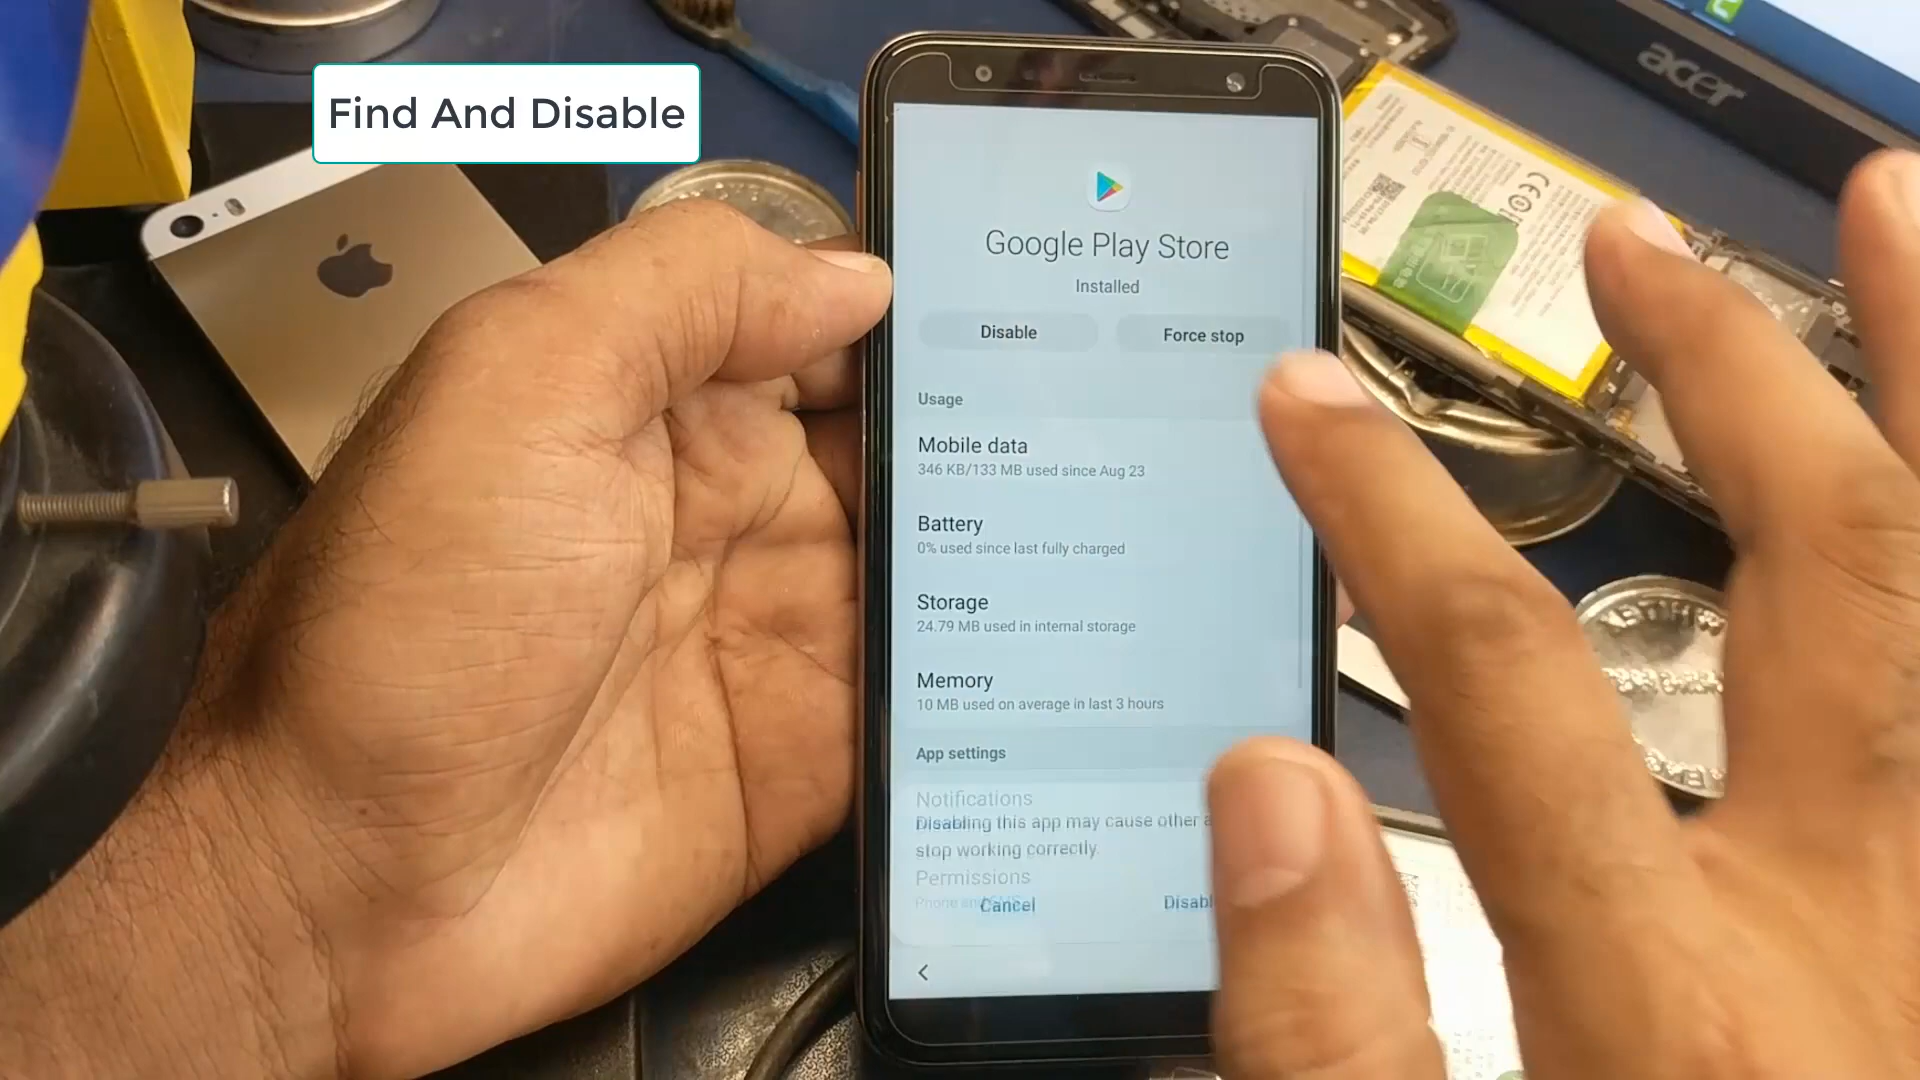 Find And Disable
acer
Google Play Store
Installed
Disable
Force stop
Usage
Mobile data
346 KB/133 MB used since Aug 23
Battery
0% used since last fully charged
Storage
24.79 MB used in internal storage
Memory
10 MB used on average in last 3 hours
App settings
Notifications
Disabling this app may cause other
stop working correctly.
Permissions
Phone and SMS
Cancel